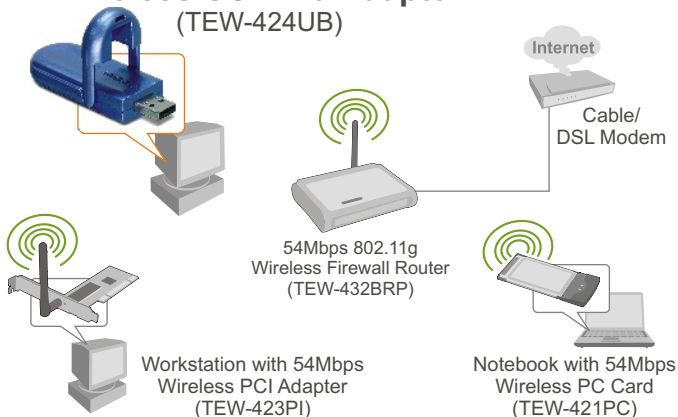 (TEW-424UB)
Internet
Cable/
DSL Modem
54Mbps 802.11g
Wireless Firewall Router
(TEW-432BRP)
Workstation with 54Mbps
Wireless PCI Adapter
(TEW-423PI)
Notebook with 54Mbps
Wireless PC Card
(TEW-421PC)